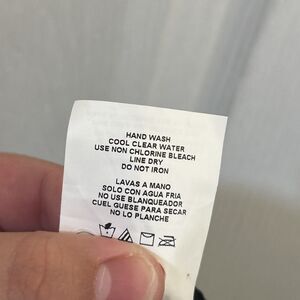 HAND WASH
COOL CLEAR WATER
USE NON CHLORINE BLEACH
LINE DRY
DO NOT IRON
LAVAS A MANO
SOLO CON AGUA FRIA
NO USE BLANQUEADOR
CUEL GUESE PARA SECAR
NO LO PLANCHE